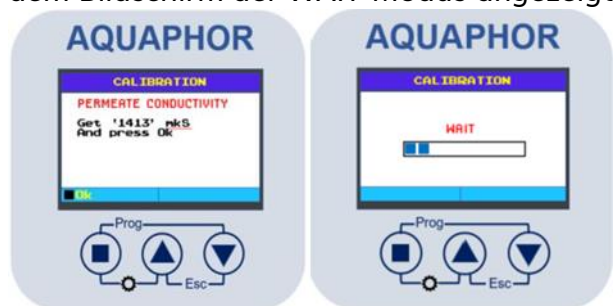 dem Bildschirm der WAIT-Modus angezeigt
AQUAPHOR
CALIBRATION
PERMEATE CONDUCTIVITY
Get '1413' mkS
And press Ok
Ok
Prog
Esc
AQUAPHOR
CALIBRATION
WAIT
Prog
Esc